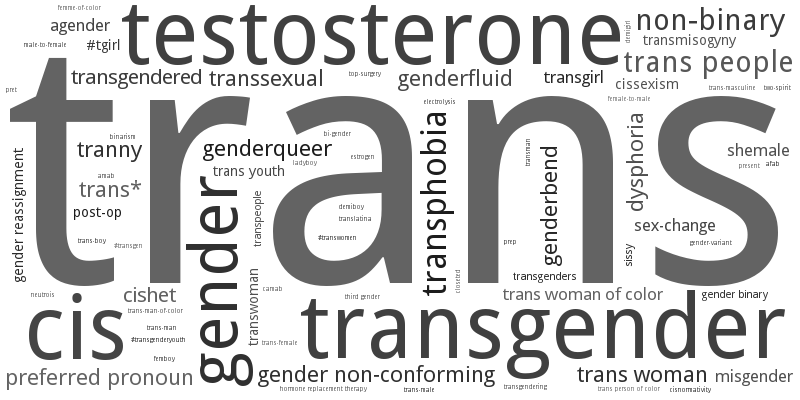 femme-of-color
agender
testosterone
demigirl
non-binary
male-to-female
#tgirl
transmisogyny
trans people
transgendered
transsexual
top-surgery
genderfluid
transgirl
cissexism
trans-masculine
two-spirit
pret
trans
electrolysis
female-to-male
binarism
tranny
genderqueer
bi-gender
transphobia
transman
genderbend
dysphoria
shemale
gender reassignment
ladyboy
estrogen
present
afab
amab
trans*
trans youth
post-op
gender
transpeople
demiboy
translatina
sex-change
trans-boy
#transgen
#transwomen
prep
sissy
gender-variant
transwoman
closeted
transgenders
neutrois
cishet
camab
third gender
trans woman of color
gender binary
cis
trans-man-of-color
transgender
trans-man
#transgenderyouth
trans-female
femboy
preferred pronoun
gender non-conforming
trans woman
misgender
hormone replacement therapy
trans-male
transgendering
trans person of color
cisnormativity